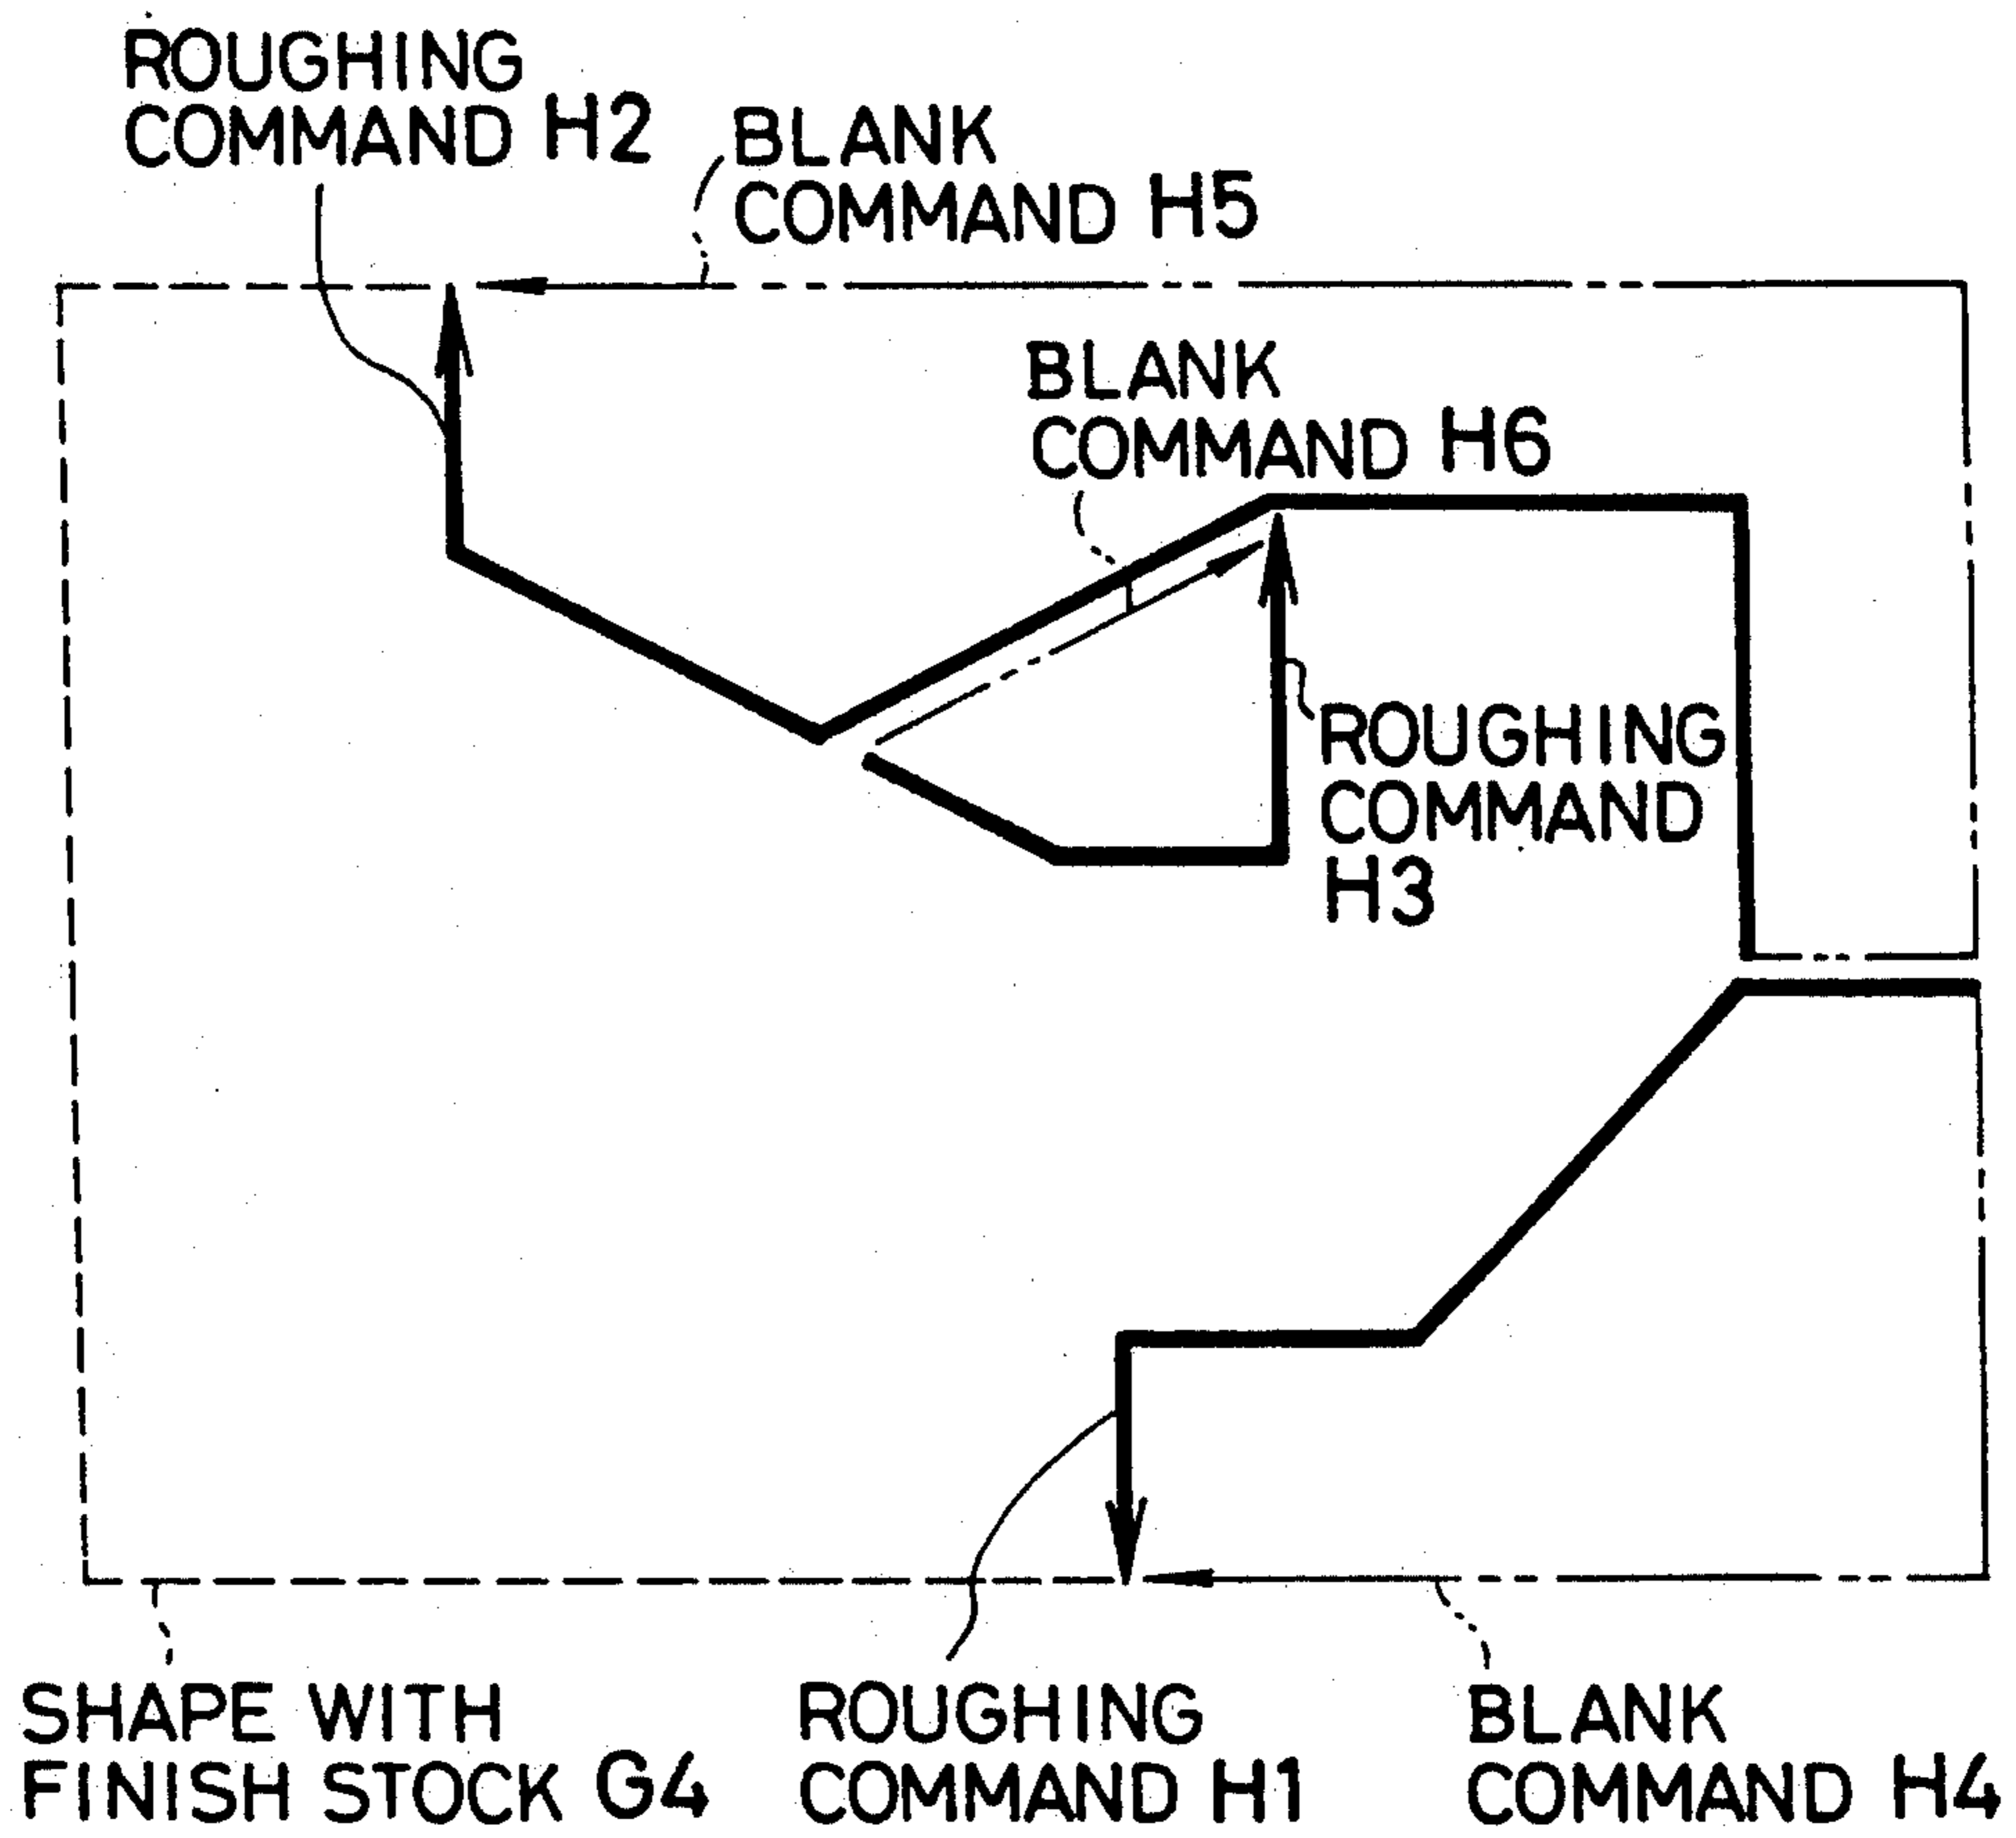 ROUGHING
COMMAND H2
BLANK
COMMAND H5
BLANK
COMMAND H6
ROUGHING
COMMAND
H3
SHAPE WITH
FINISH STOCK G4
ROUGHING
COMMAND H1
BLANK
COMMAND H4